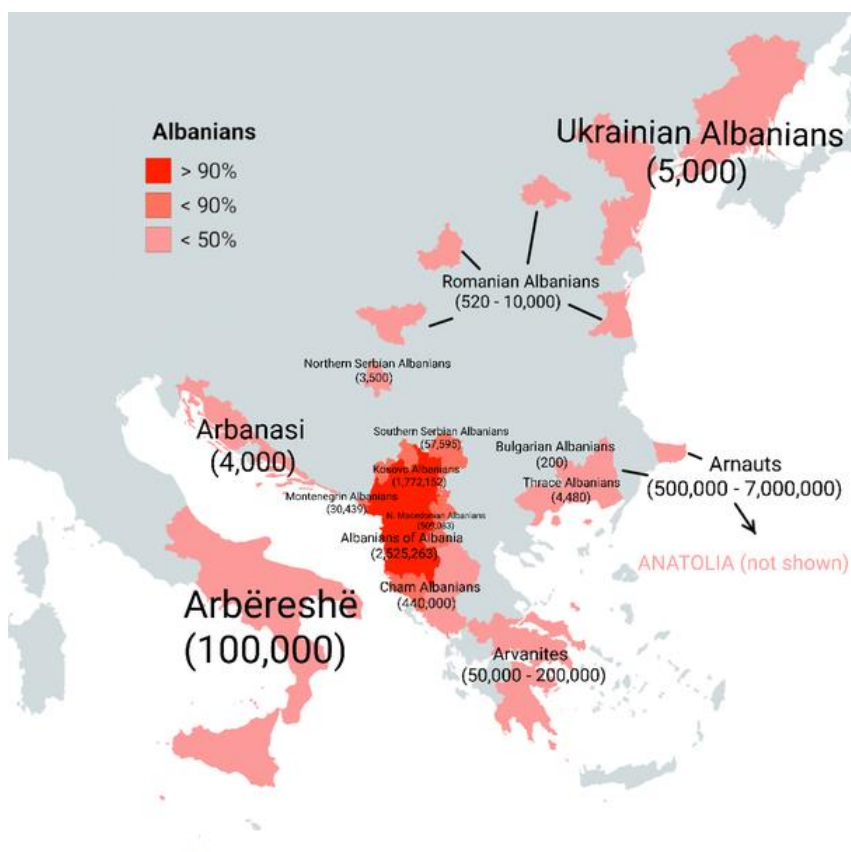 Albanians
> 90%
< 90%
< 50%
Ukrainian Albanians
(5,000)
Romanian Albanians
(520 - 10,000)
Northern Serbian Albanians
(3,500)
Arbanasi
(4,000)
Southern Serbian Albanians
(57,595)
Kosovo Albanians
(1,772,152)
Bulgarian Albanians
(200)
Thrace Albanians
(4,480)
Arnauts
(500,000 - 7,000,000)
ANATOLIA (not shown)
Montenegrin Albanians
(30,439)
N. Macedonian Albanians
Albanians of Albania
(2,525,263)
Cham Albanians
(440,000)
Arbëreshë
(100,000)
Arvanites
(50,000 - 200,000)